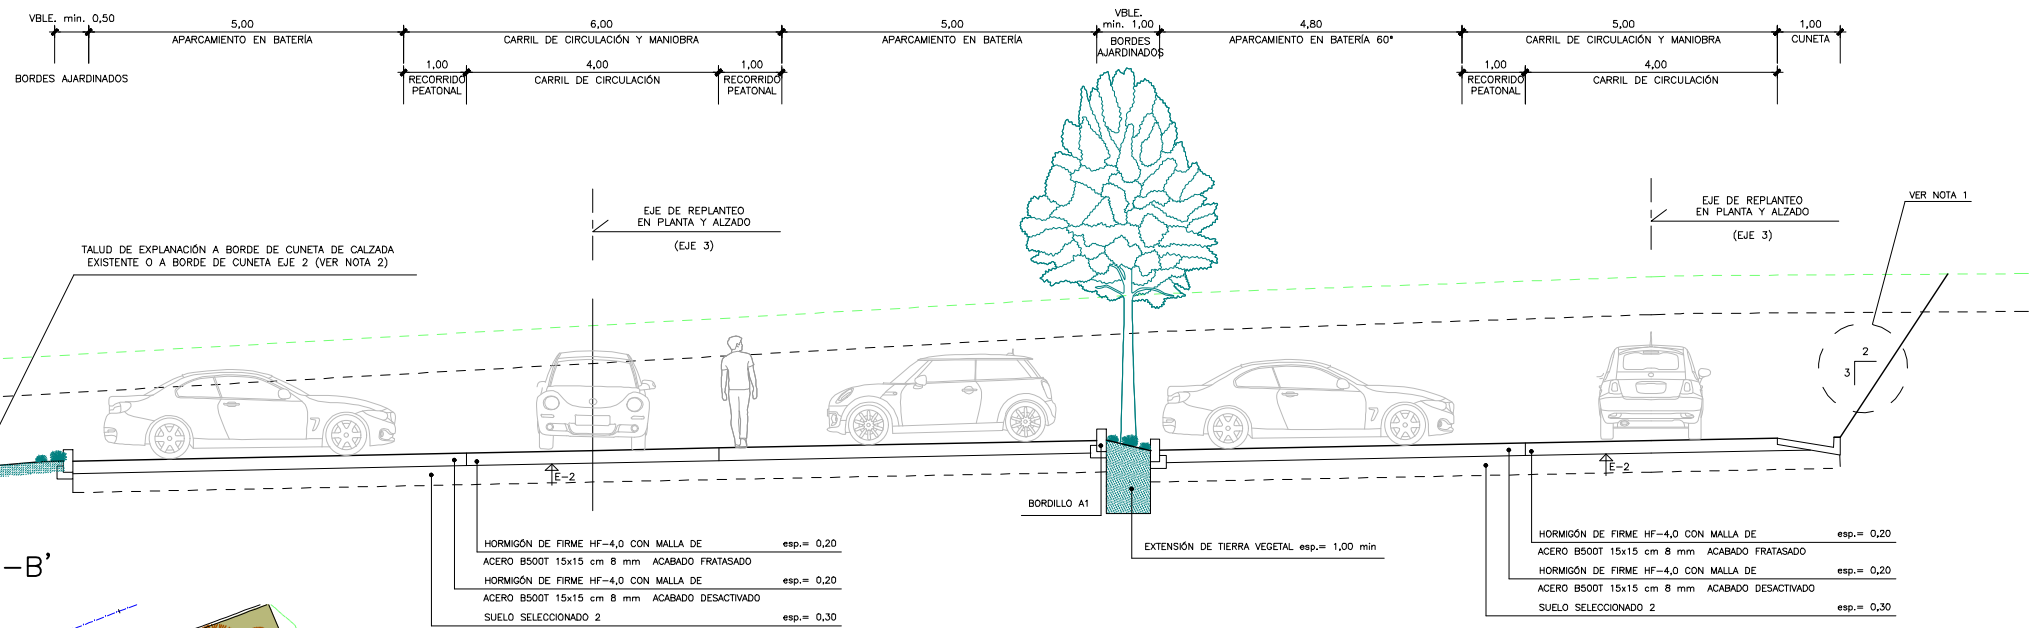 VBLE. min. 0,50
5,00
6,00
5,00
VBLE.
min. 1,00
4,80
5,00
1,00
APARCAMIENTO EN BATERÍA
CARRIL DE CIRCULACIÓN Y MANIOBRA
APARCAMIENTO EN BATERÍA
BORDES
AJARDINADOS
APARCAMIENTO EN BATERÍA 60°
CARRIL DE CIRCULACIÓN Y MANIOBRA
CUNETA
BORDES AJARDINADOS
1,00
4,00
1,00
1,00
4,00
RECORRIDO
PEATONAL
CARRIL DE CIRCULACIÓN
RECORRIDO
PEATONAL
RECORRIDO
PEATONAL
CARRIL DE CIRCULACIÓN
EJE DE REPLANTEO
EN PLANTA Y ALZADO
(EJE 3)
EJE DE REPLANTEO
EN PLANTA Y ALZADO
(EJE 3)
VER NOTA 1
TALUD DE EXPLANACIÓN A BORDE DE CUNETA DE CALZADA
EXISTENTE O A BORDE DE CUNETA EJE 2 (VER NOTA 2)
2
3
E-2
E-2
BORDILLO A1
EXTENSIÓN DE TIERRA VEGETAL esp.= 1,00 min
HORMIGÓN DE FIRME HF-4,0 CON MALLA DE esp.= 0,20
ACERO B500T 15x15 cm 8 mm ACABADO FRATASADO
HORMIGÓN DE FIRME HF-4,0 CON MALLA DE esp.= 0,20
ACERO B500T 15x15 cm 8 mm ACABADO DESACTIVADO
SUELO SELECCIONADO 2 esp.= 0,30
HORMIGÓN DE FIRME HF-4,0 CON MALLA DE esp.= 0,20
ACERO B500T 15x15 cm 8 mm ACABADO FRATASADO
HORMIGÓN DE FIRME HF-4,0 CON MALLA DE esp.= 0,20
ACERO B500T 15x15 cm 8 mm ACABADO DESACTIVADO
SUELO SELECCIONADO 2 esp.= 0,30
-B'